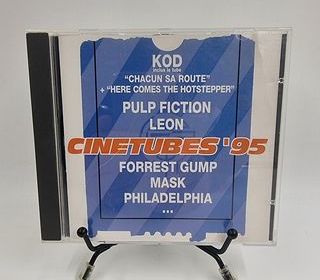 KOD
inclus le tube
"CHACUN SA ROUTE"
+ "HERE COMES THE HOTSTEPPER"
PULP FICTION
LEON
CINETUBES '95
FORREST GUMP
MASK
PHILADELPHIA
...